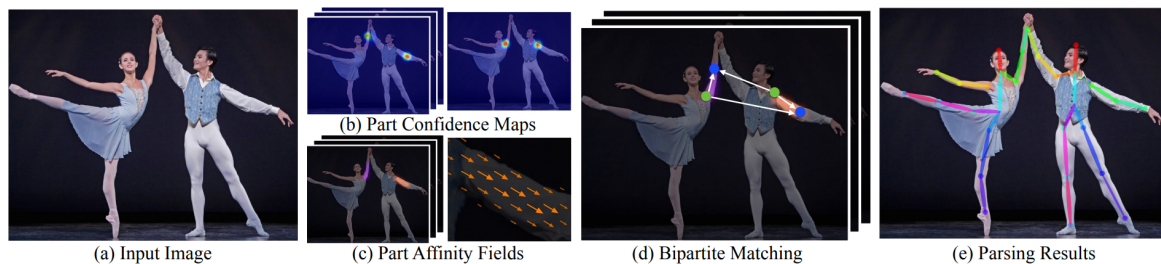 (a) Input Image
(b) Part Confidence Maps
(c) Part Affinity Fields
(d) Bipartite Matching
(e) Parsing Results